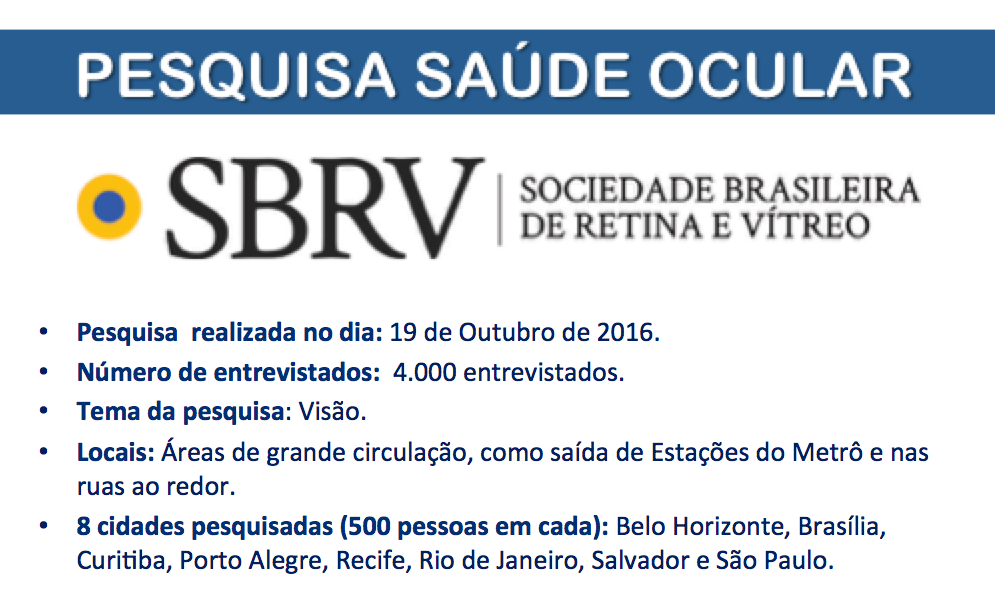 PESQUISA SAÚDE OCULAR
SBRV
SOCIEDADE BRASILEIRA
DE RETINA E VÍTREO
• Pesquisa realizada no dia: 19 de Outubro de 2016.
• Número de entrevistados: 4.000 entrevistados.
• Tema da pesquisa: Visão.
• Locais: Áreas de grande circulação, como saída de Estações do Metrô e nas
ruas ao redor.
• 8 cidades pesquisadas (500 pessoas em cada): Belo Horizonte, Brasília,
Curitiba, Porto Alegre, Recife, Rio de Janeiro, Salvador e São Paulo.